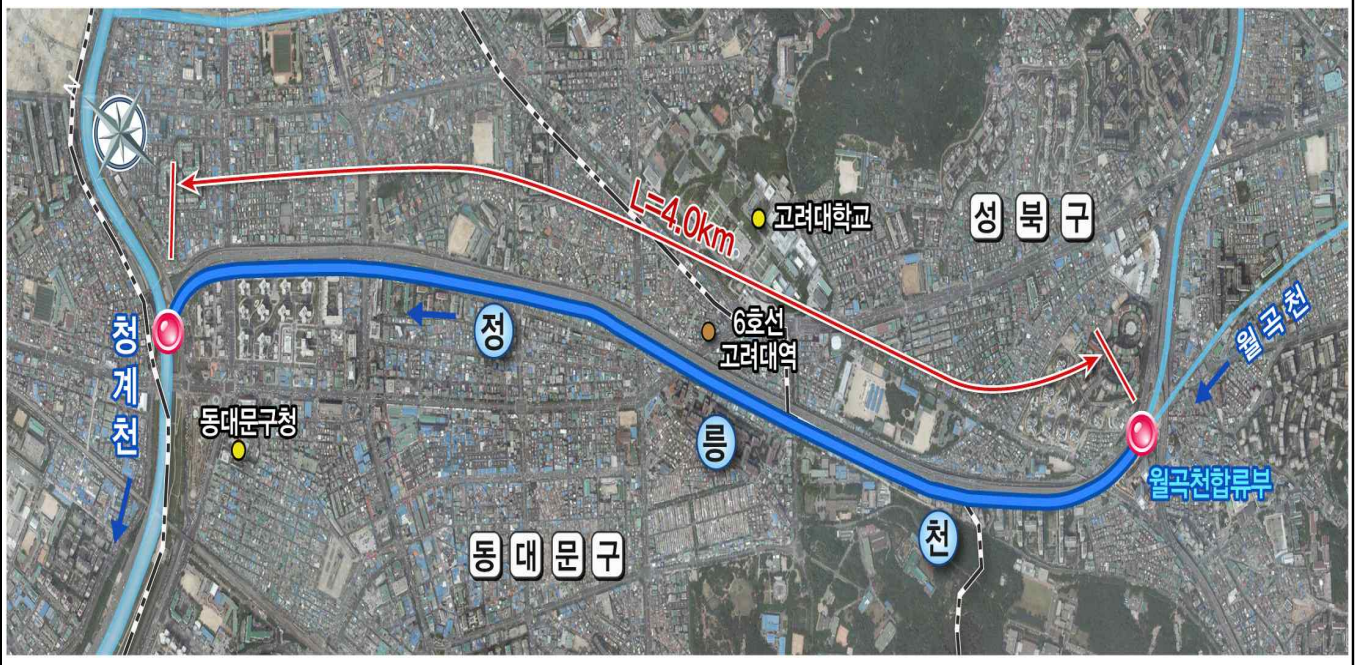 N
L=4.0km
고려대학교
성북구
6호선
고려대역
청계천
정릉천
월곡천
동대문구청
월곡천합류부
동대문구